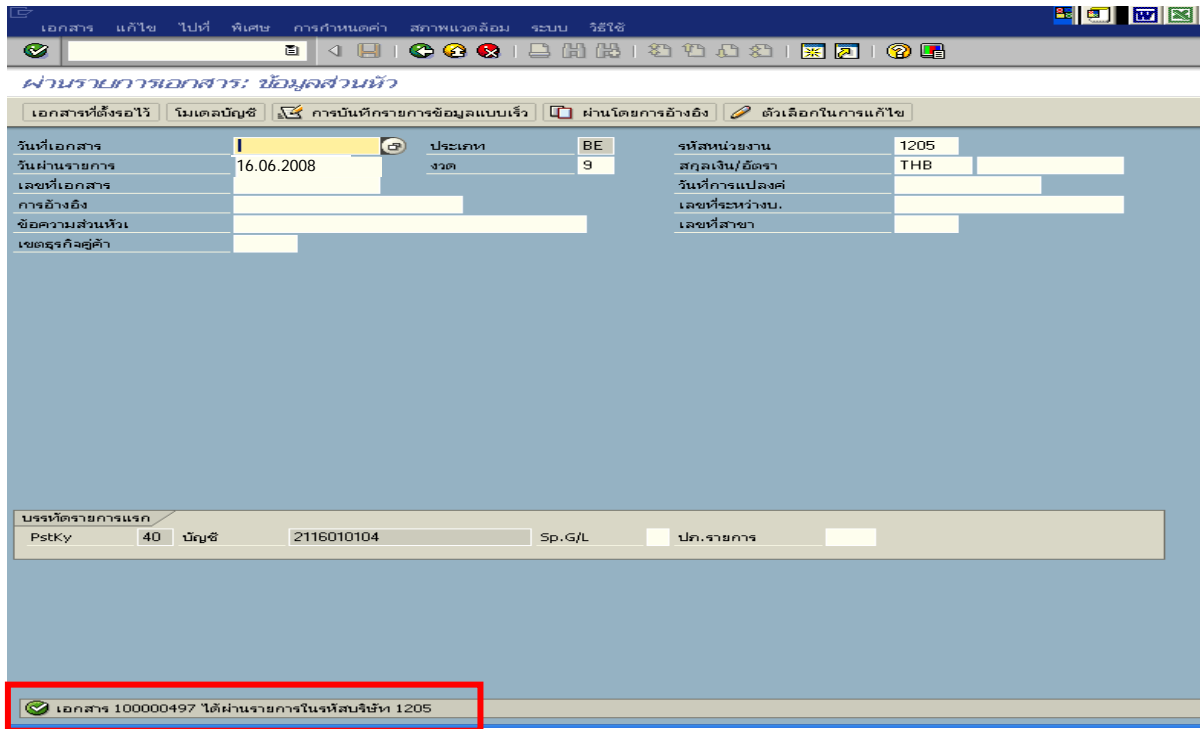 เอกสาร แก้ไข ไปที่ พิเศษ การกำหนดค่า สภาพแวดล้อม ระบบ วิธีใช้
ผ่านรายการเอกสาร: ข้อมูลส่วนหัว
เอกสารที่ตั้งรอไว้ โมเดลบัญชี การบันทึกรายการข้อมูลแบบเร็ว ผ่านโดยการอ้างอิง ตัวเลือกในการแก้ไข
วันที่เอกสาร ประเภท BE รหัสหน่วยงาน 1205
วันผ่านรายการ 16.06.2008 งวด 9 สกุลเงิน/อัตรา THB
เลขที่เอกสาร วันที่การแปลงค่
การอ้างอิง เลขที่ระหว่างบ.
ข้อความส่วนหัวเ เลขที่สาขา
เขตธุรกิจคู่ค้า
บรรทัดรายการแรก
PstKy 40 บัญชี 2116010104 Sp.G/L ปภ.รายการ
เอกสาร 100000497 ได้ผ่านรายการในรหัสบริษัท 1205